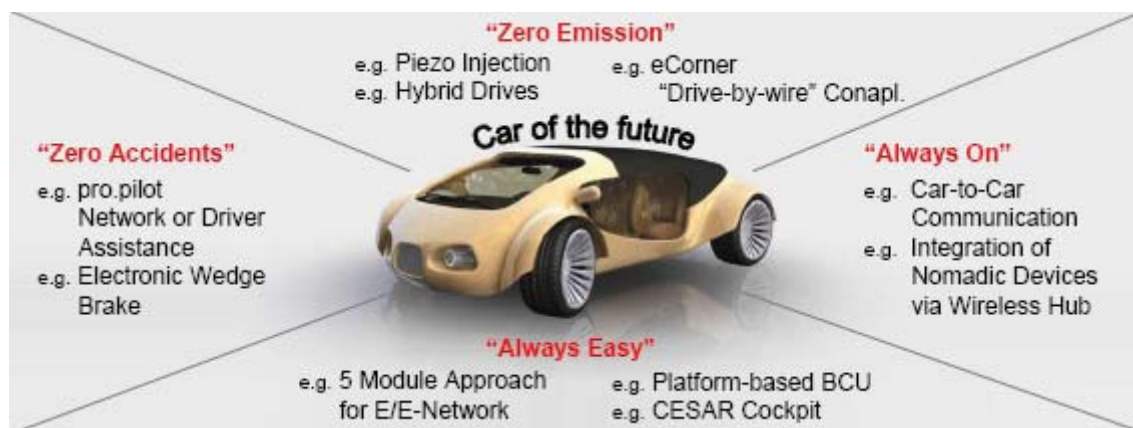 “Zero Emission”
e.g. Piezo Injection
e.g. Hybrid Drives
e.g. eCorner
“Drive-by-wire” Conapl.
Car of the future
“Zero Accidents”
e.g. pro.pilot
Network or Driver
Assistance
e.g. Electronic Wedge
Brake
“Always On”
e.g. Car-to-Car
Communication
e.g. Integration of
Nomadic Devices
via Wireless Hub
“Always Easy”
e.g. 5 Module Approach
for E/E-Network
e.g. Platform-based BCU
e.g. CESAR Cockpit